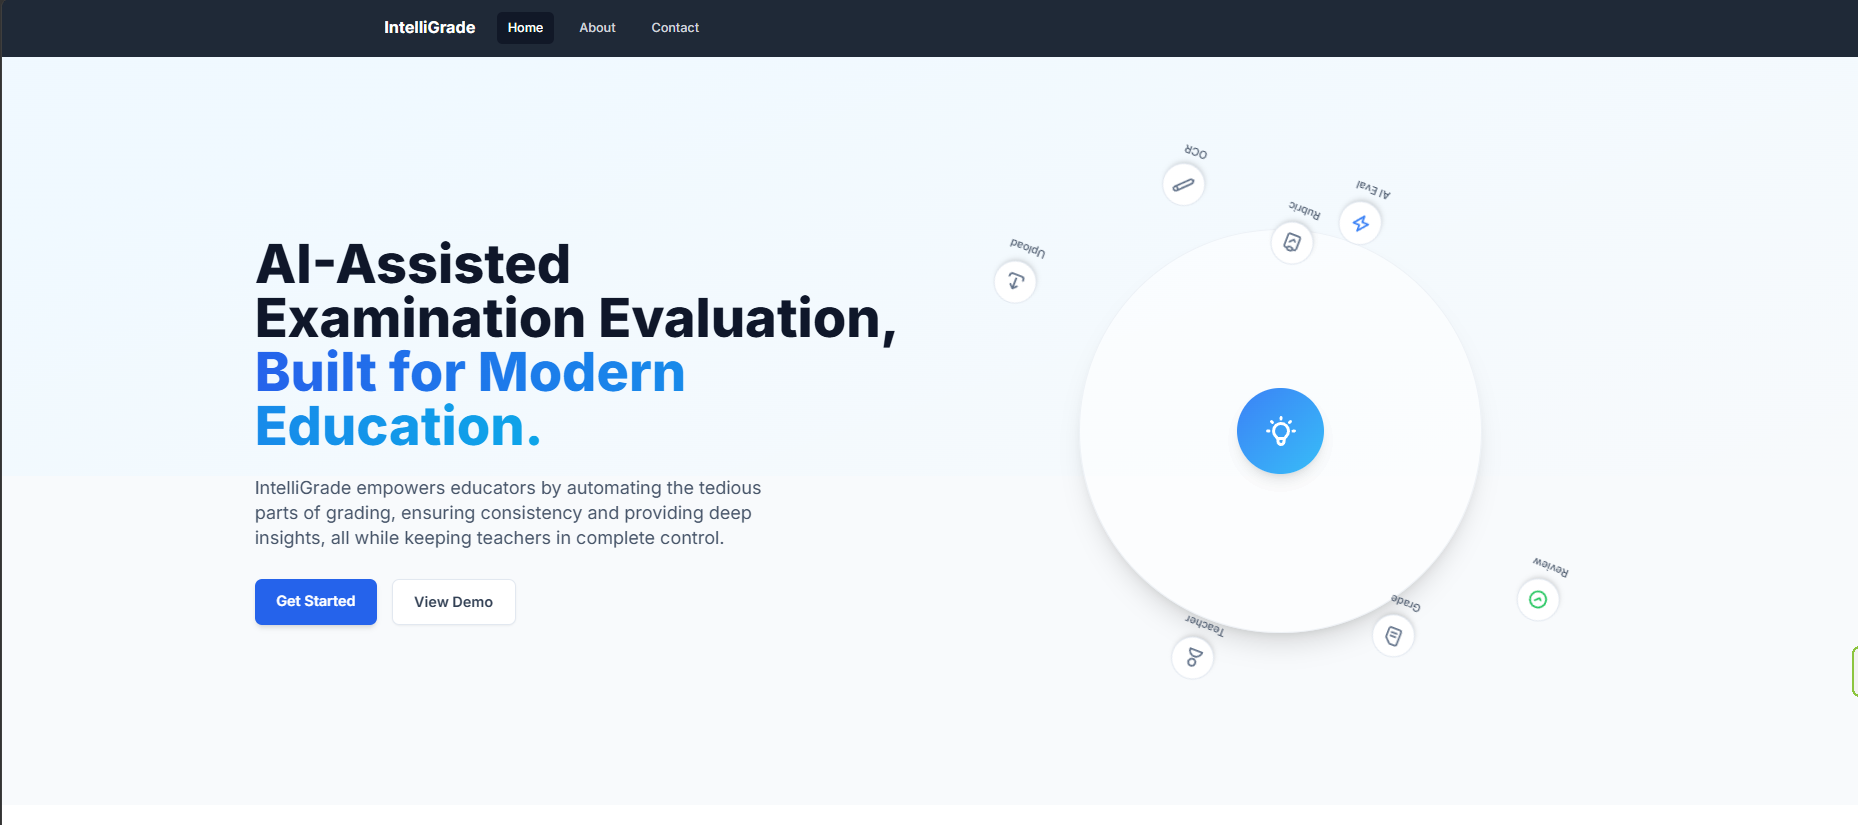 IntelliGrade
Home
About
Contact
OCR
AI Eval
Rubric
Upload
AI-Assisted
Examination Evaluation,
Built for Modern
Education.
IntelliGrade empowers educators by automating the tedious
parts of grading, ensuring consistency and providing deep
insights, all while keeping teachers in complete control.
Get Started
View Demo
Review
Grade
Teacher